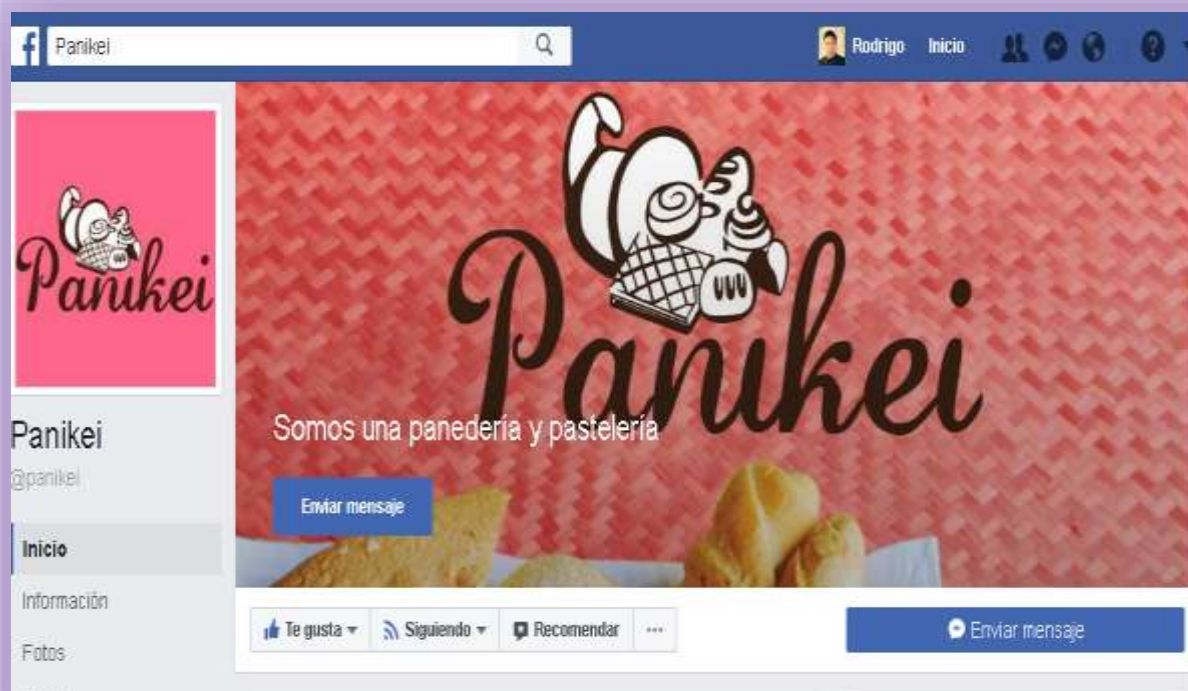 f Panikei
Rodrigo Inicio
Panikei
Panikei
Somos una panedería y pastelería
Enviar mensaje
Panikei
@panikei
Inicio
Información
Fotos
Te gusta Siguiendo Recomendar ...
Enviar mensaje